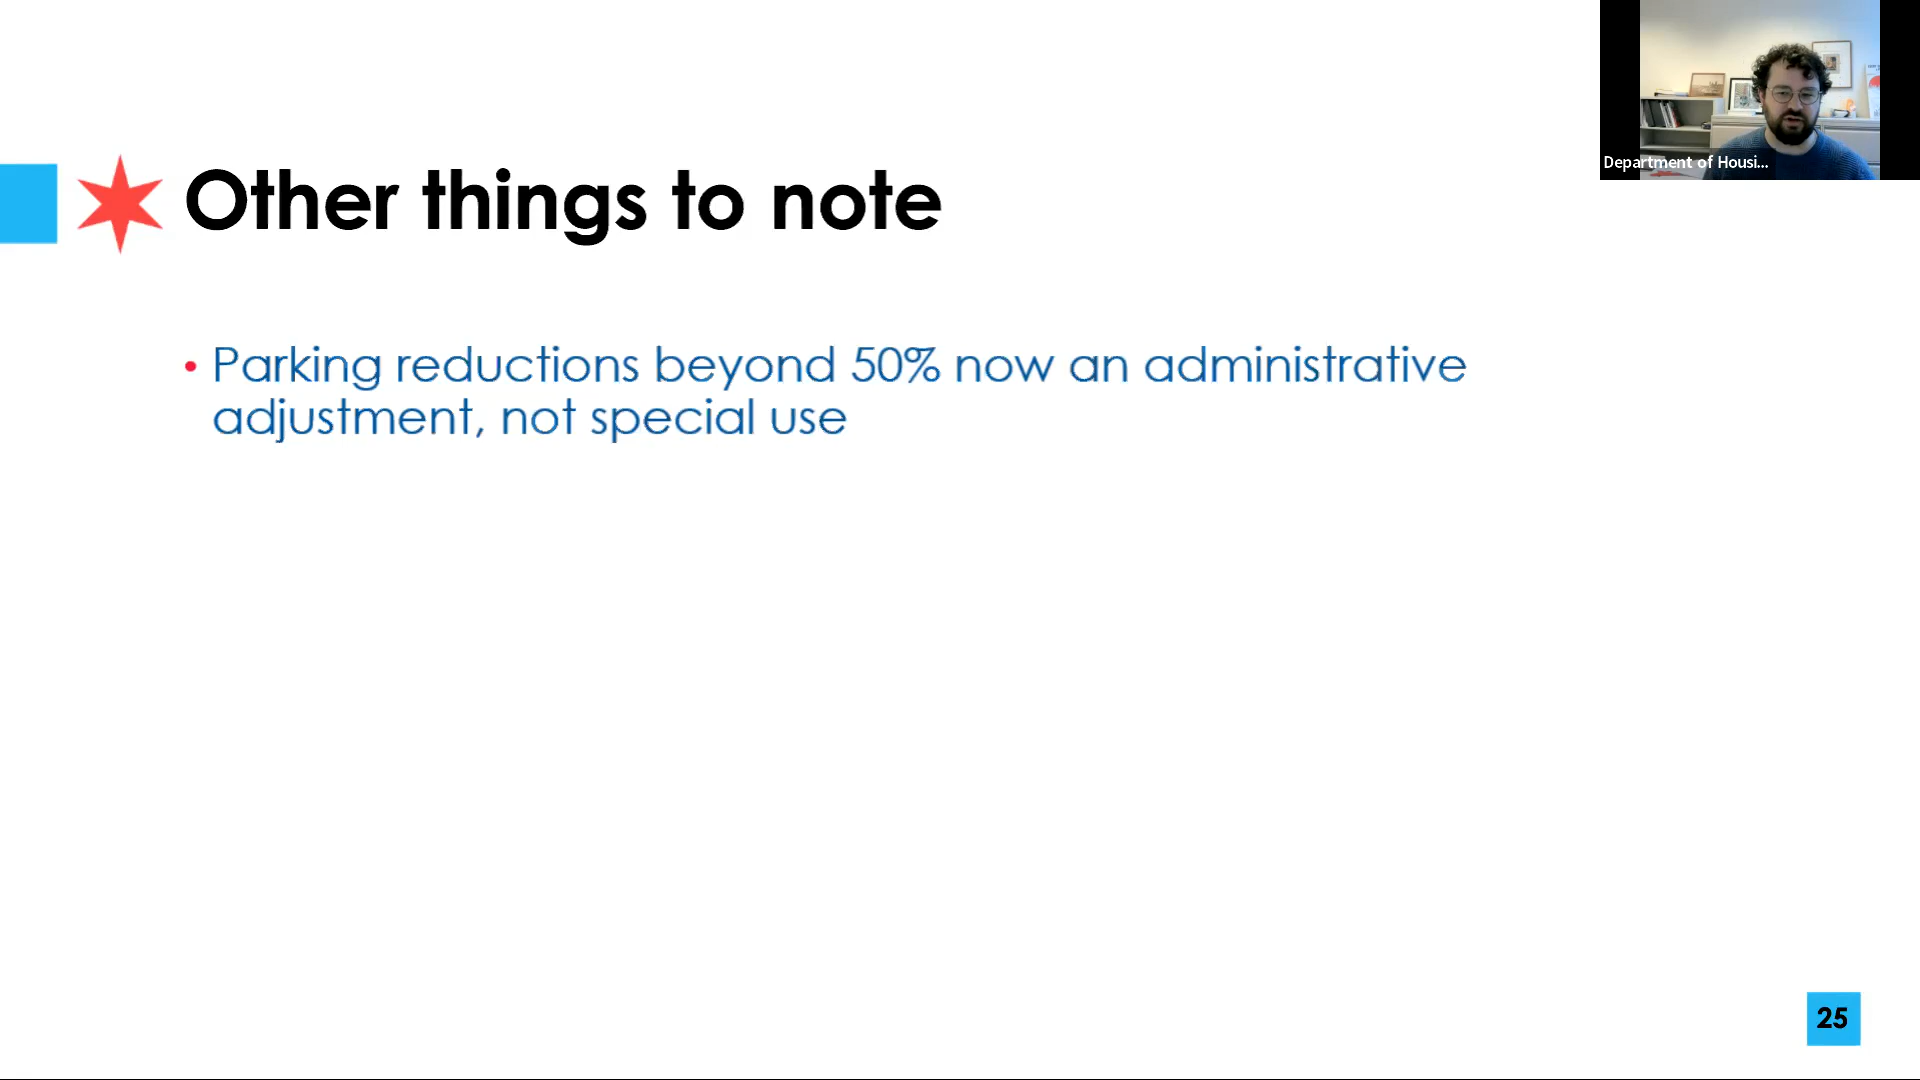 Department of Housi...
Other things to note
• Parking reductions beyond 50% now an administrative
adjustment, not special use
25